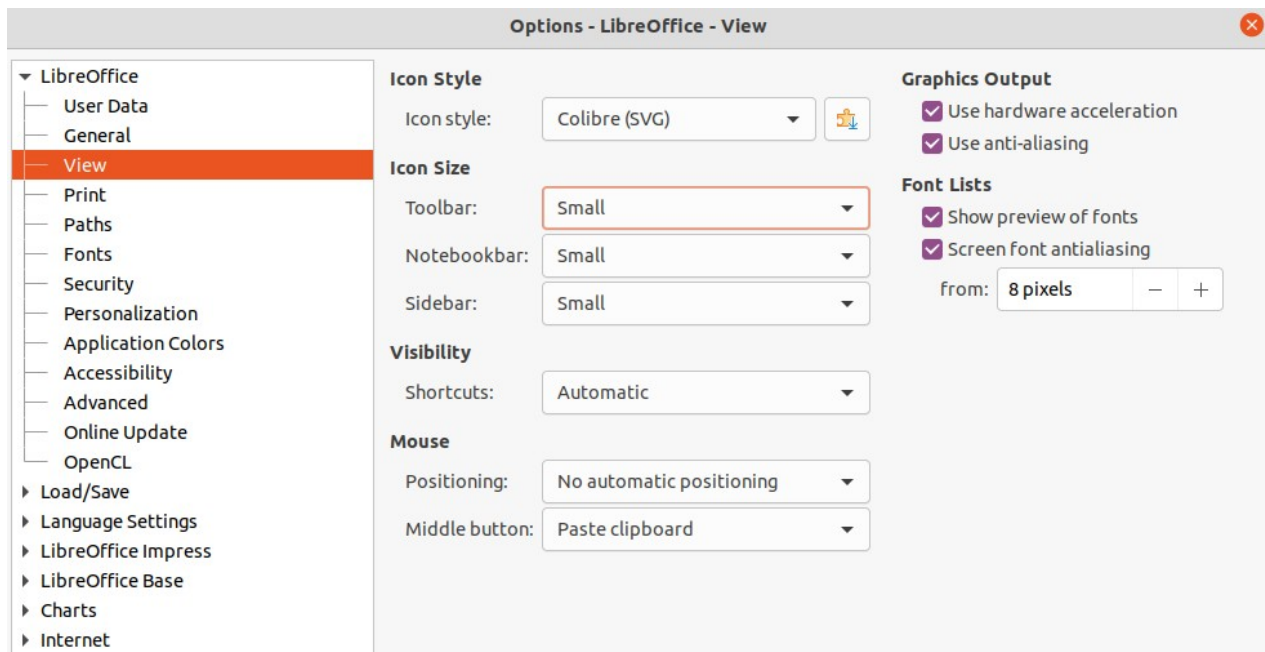 Options - LibreOffice - View
LibreOffice
User Data
General
View
Print
Paths
Fonts
Security
Personalization
Application Colors
Accessibility
Advanced
Online Update
OpenCL
Load/Save
Language Settings
LibreOffice Impress
LibreOffice Base
Charts
Internet
Icon Style
Icon style: Colibre (SVG)
Icon Size
Toolbar: Small
Notebookbar: Small
Sidebar: Small
Visibility
Shortcuts: Automatic
Mouse
Positioning: No automatic positioning
Middle button: Paste clipboard
Graphics Output
Use hardware acceleration
Use anti-aliasing
Font Lists
Show preview of fonts
Screen font antialiasing
from: 8 pixels